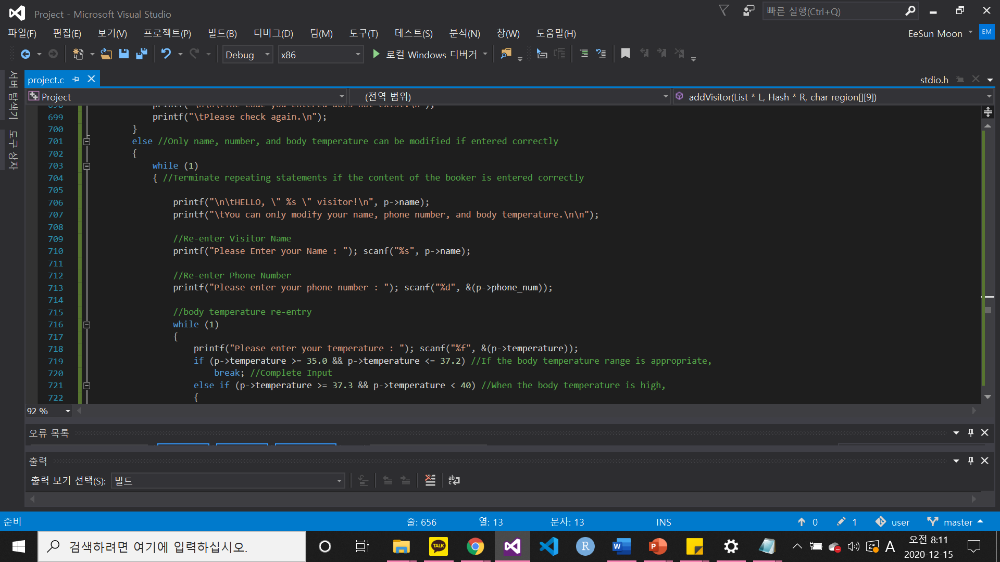 Project - Microsoft Visual Studio
빠른 실행(Ctrl+Q)
파일(F) 편집(E) 보기(V) 프로젝트(P) 빌드(B) 디버그(D) 팀(M) 도구(T) 테스트(S) 분석(N) 창(W) 도움말(H)
EeSun Moon EM
Debug x86 로컬 Windows 디버거
서버 탐색기
도구 상자
project.c
stdio.h
Project (전역 범위) addVisitor(List * L, Hash * R, char region[][9])
698 printf("\n\n\tThe code you entered does not exist.\n");
699 printf("\tPlease check again.\n");
700 }
701 else //Only name, number, and body temperature can be modified if entered correctly
702 {
703 while (1)
704 { //Terminate repeating statements if the content of the booker is entered correctly
705
706 printf("\n\tHELLO, \" %s \" visitor!\n", p->name);
707 printf("\tYou can only modify your name, phone number, and body temperature.\n\n");
708
709 //Re-enter Visitor Name
710 printf("Please Enter your Name : "); scanf("%s", p->name);
711
712 //Re-enter Phone Number
713 printf("Please enter your phone number : "); scanf("%d", &(p->phone_num));
714
715 //body temperature re-entry
716 while (1)
717 {
718 printf("Please enter your temperature : "); scanf("%f", &(p->temperature));
719 if (p->temperature >= 35.0 && p->temperature <= 37.2) //If the body temperature range is appropriate,
720 break; //Complete Input
721 else if (p->temperature >= 37.3 && p->temperature < 40) //When the body temperature is high,
722 {
92 %
오류 목록
출력
출력 보기 선택(S): 빌드
준비 줄: 656 열: 13 문자: 13 INS 0 1 user master
검색하려면 여기에 입력하십시오.
TALK
R
W
P
A
오전 8:11
2020-12-15